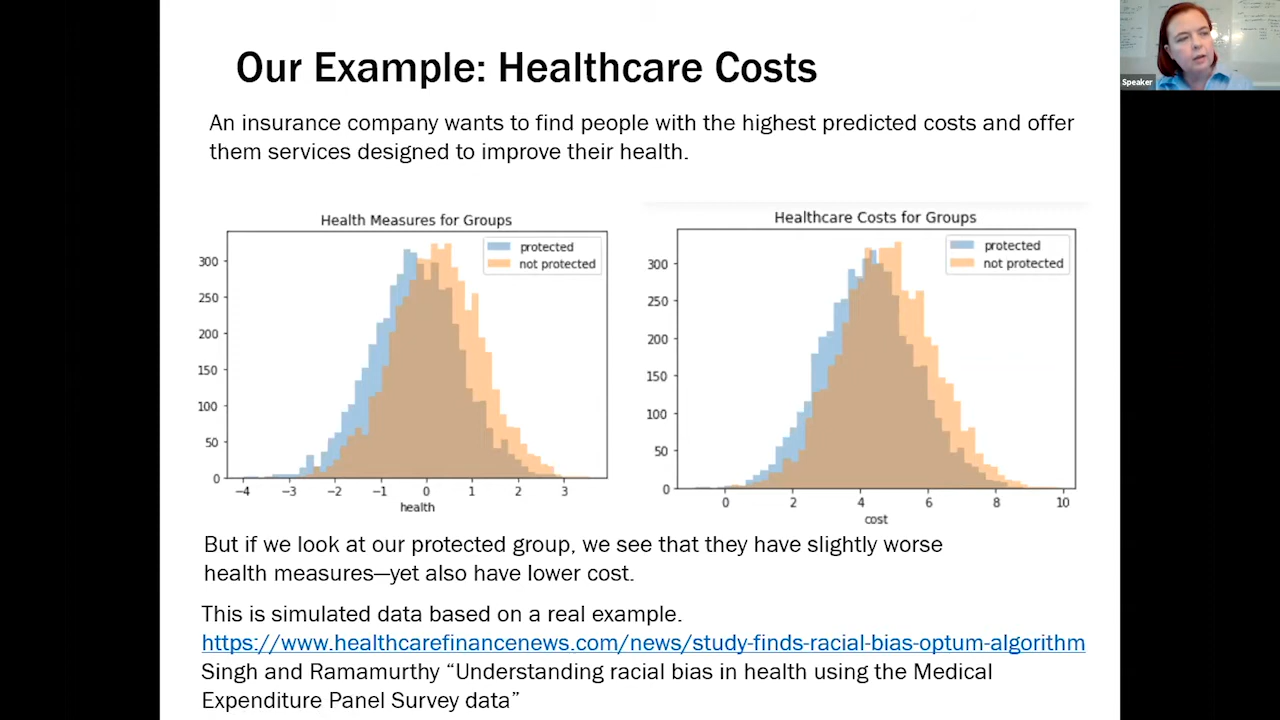 Our Example: Healthcare Costs
Speaker
An insurance company wants to find people with the highest predicted costs and offer
them services designed to improve their health.
Health Measures for Groups
protected
not protected
300
250
200
150
100
50
0
−4 −3 −2 −1 0 1 2 3
health
Healthcare Costs for Groups
protected
not protected
300
250
200
150
100
50
0
0 2 4 6 8 10
cost
But if we look at our protected group, we see that they have slightly worse
health measures—yet also have lower cost.
This is simulated data based on a real example.
https://www.healthcarefinancenews.com/news/study-finds-racial-bias-optum-algorithm
Singh and Ramamurthy “Understanding racial bias in health using the Medical
Expenditure Panel Survey data”